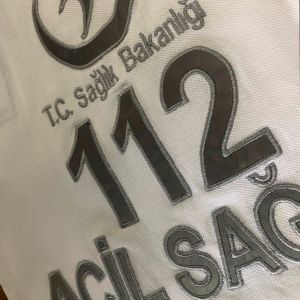 T.C. Sağlık Bakanlığı
112
ACİL SAĞ